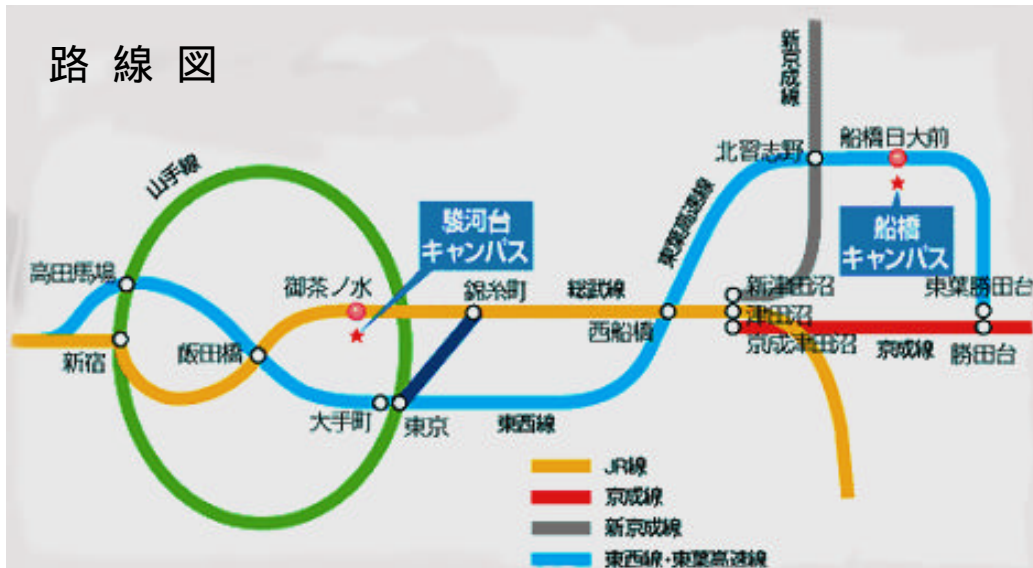 路線図
新京成線
船橋日大前
北習志野
山手線
駿河台
キャンパス
東葉高速線
船橋
キャンパス
高田馬場
御茶ノ水
錦糸町
総武線
新津田沼
東葉勝田台
西船橋
津田沼
新宿
飯田橋
京成津田沼
京成線
勝田台
大手町
東京
東西線
JR線
京成線
新京成線
東西線・東葉高速線